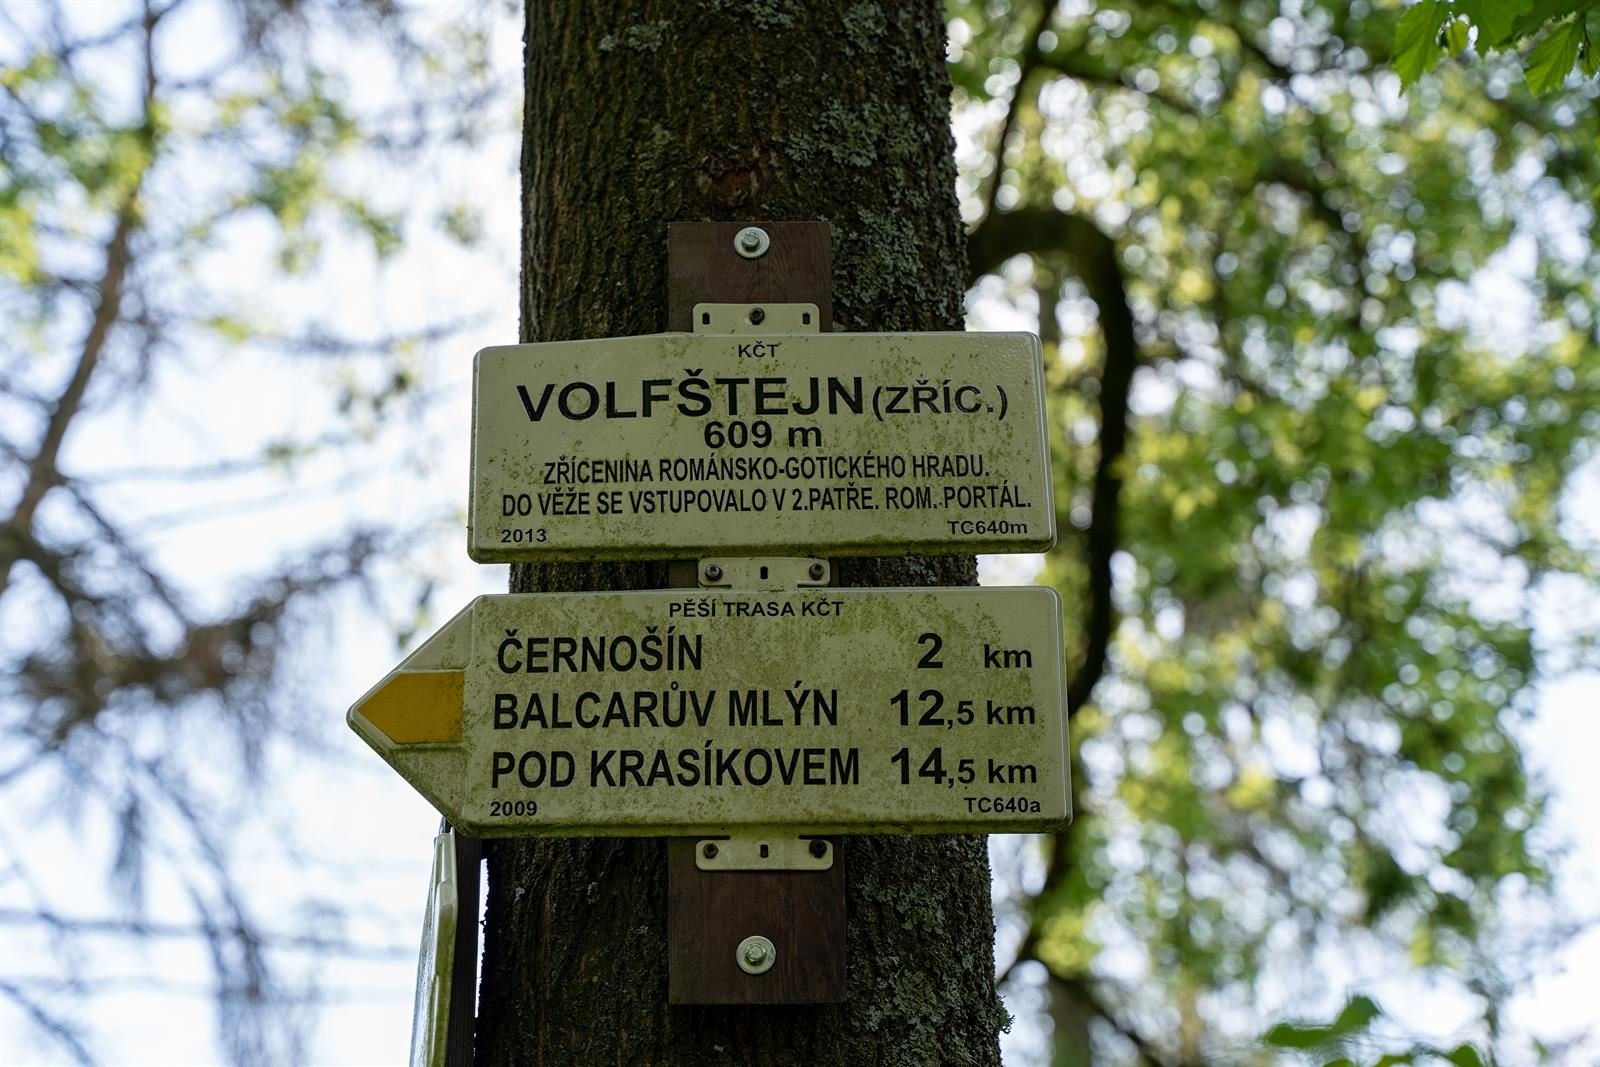 KČT
VOLFŠTEJN (ZŘÍC.)
609 m
ZŘÍCENINA ROMÁNSKO-GOTICKÉHO HRADU.
DO VĚŽE SE VSTUPOVALO V 2.PATŘE. ROM. PORTÁL.
2013 TC640m
PĚŠÍ TRASA KČT
ČERNOŠÍN 2 km
BALCARŮV MLÝN 12,5 km
POD KRASÍKOVEM 14,5 km
2009 TC640a